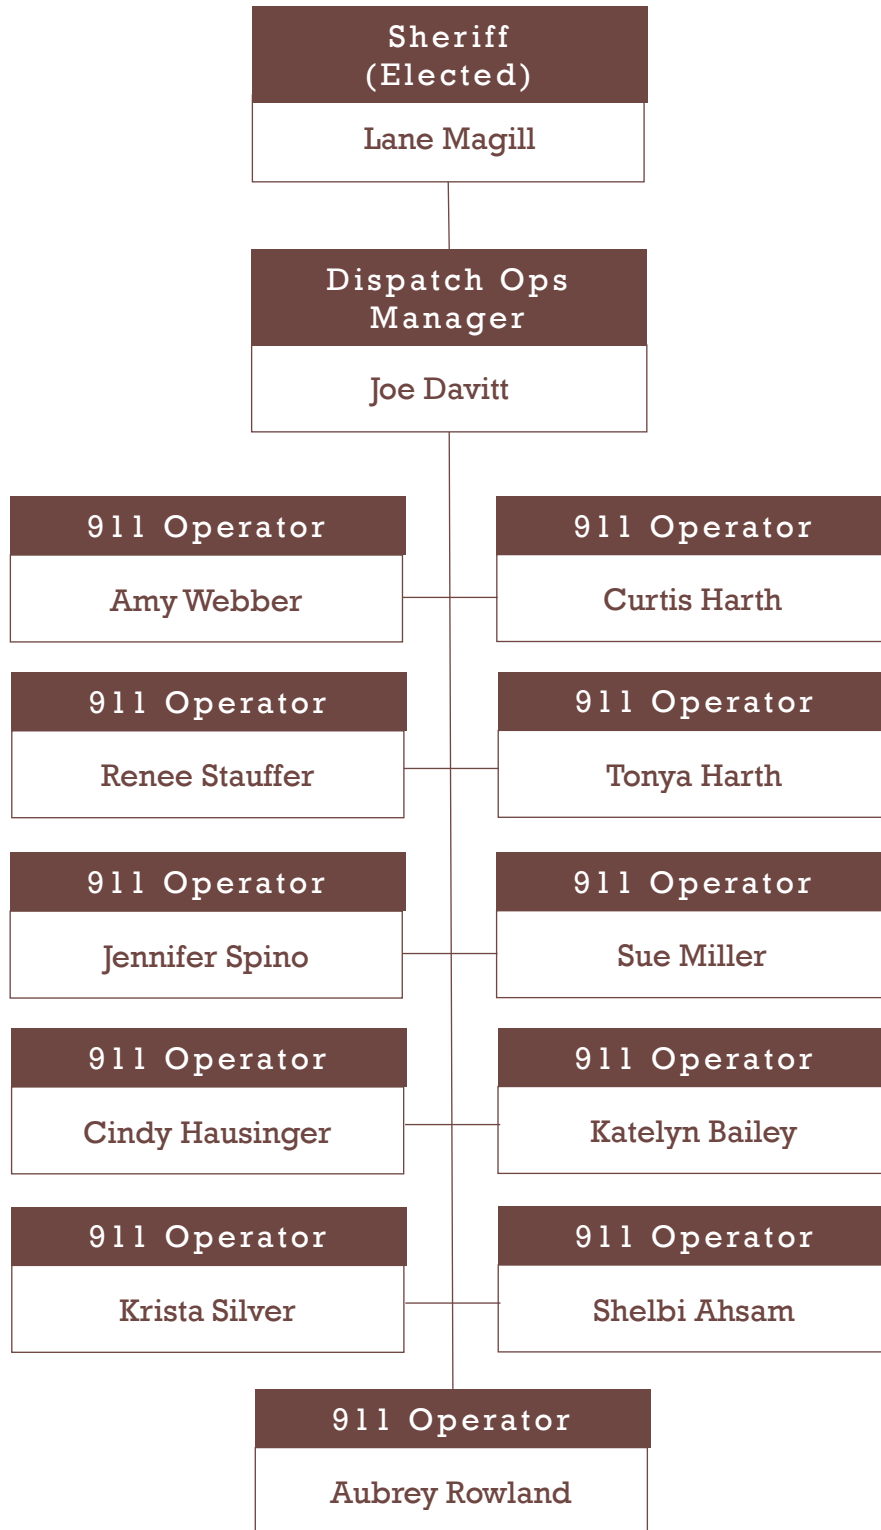 Sheriff
(Elected)
Lane Magill
Dispatch Ops
Manager
Joe Davitt
911 Operator
Amy Webber
911 Operator
Curtis Harth
911 Operator
Renee Stauffer
911 Operator
Tonya Harth
911 Operator
Jennifer Spino
911 Operator
Sue Miller
911 Operator
Cindy Hausinger
911 Operator
Katelyn Bailey
911 Operator
Krista Silver
911 Operator
Shelbi Ahsam
911 Operator
Aubrey Rowland